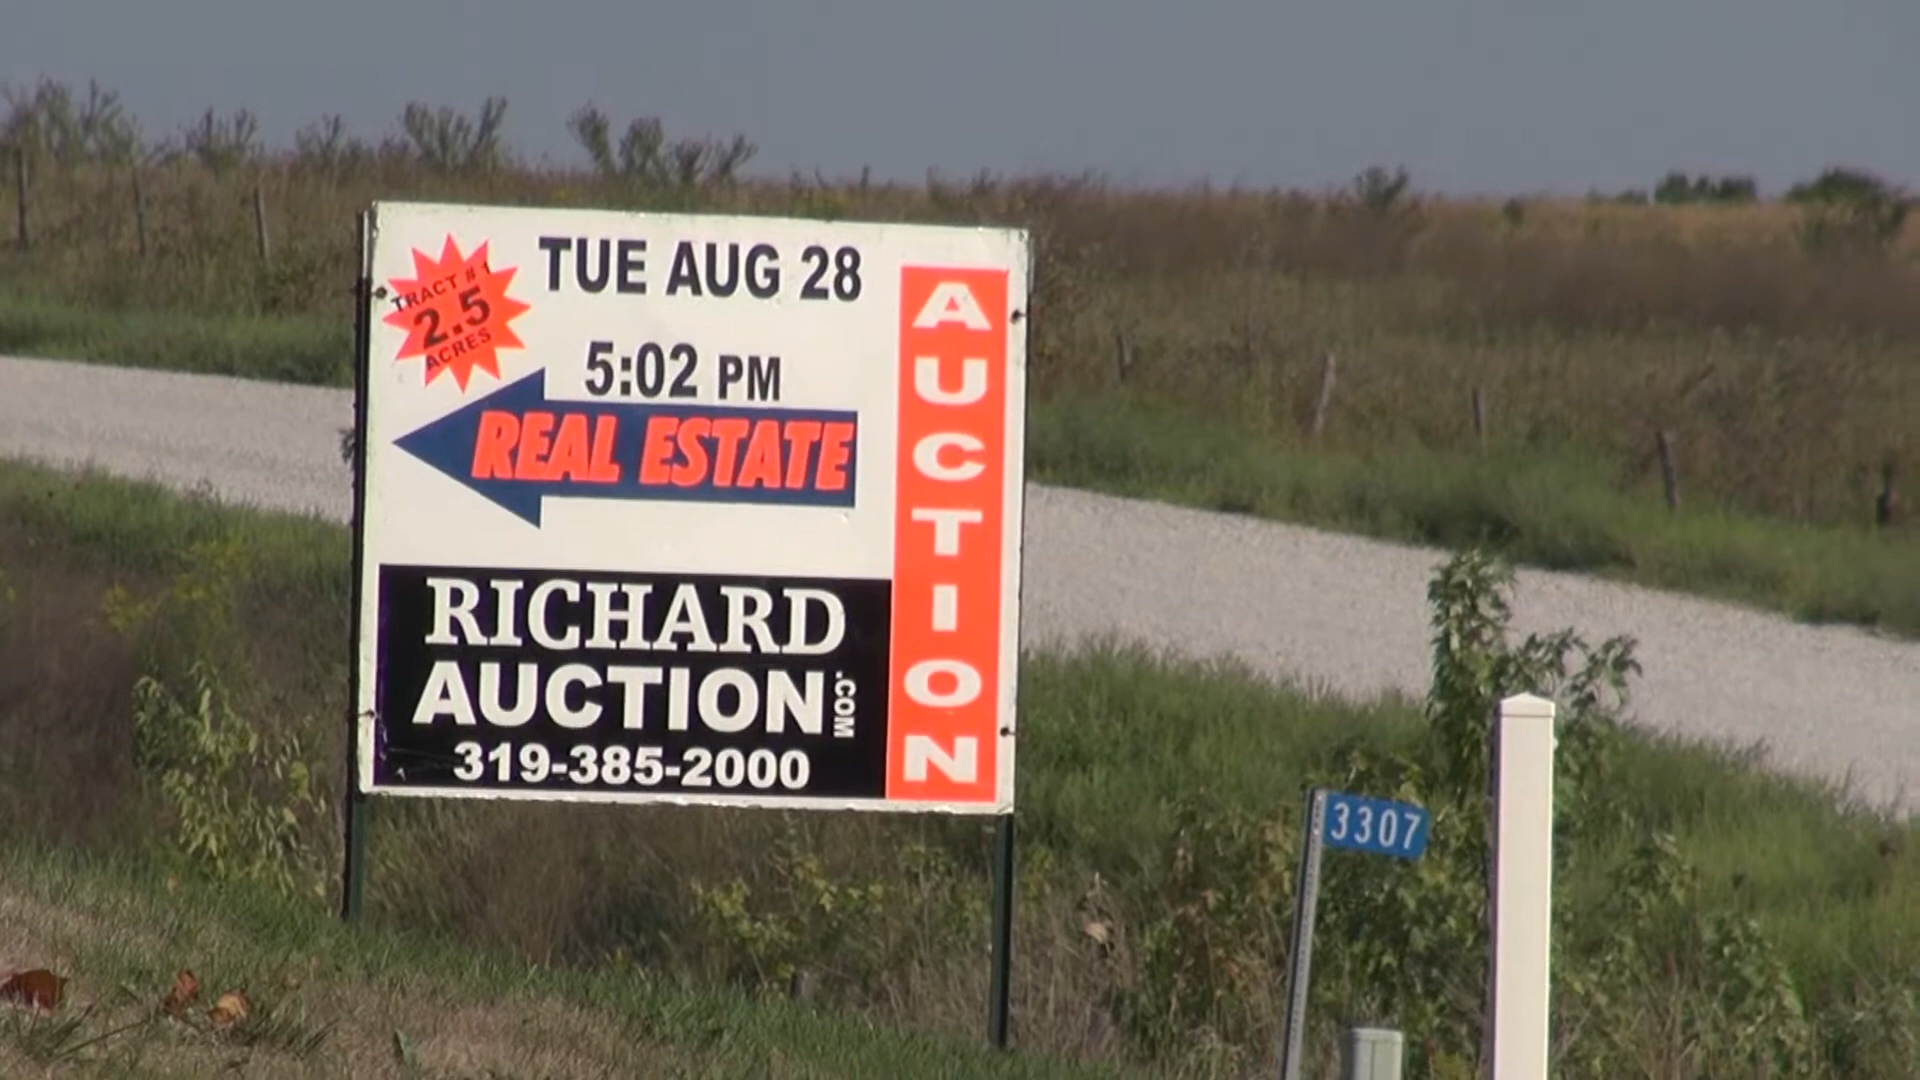 TRACT #1
2.5
ACRES
TUE AUG 28
5:02 PM
REAL ESTATE
AUCTION
RICHARD
AUCTION.COM
319-385-2000
3307